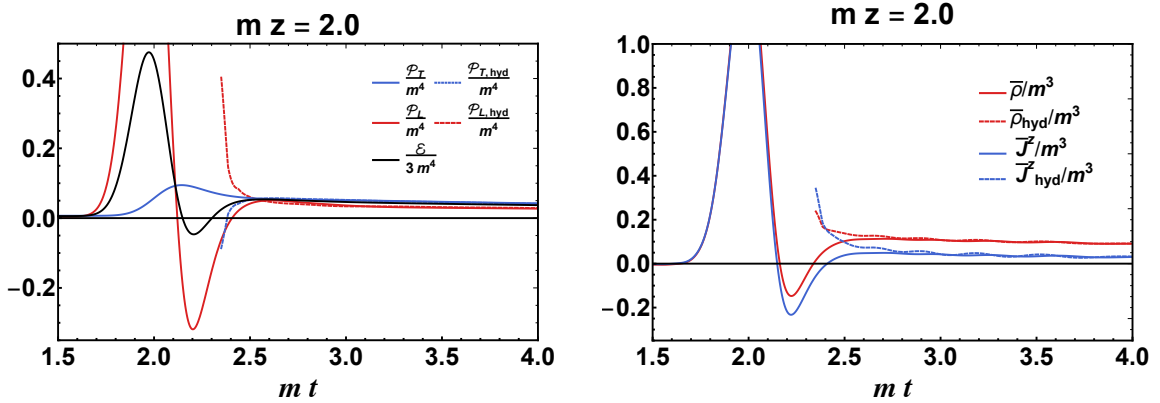 m z = 2.0
0.4
0.2
0.0
−0.2
1.5 2.0 2.5 3.0 3.5 4.0
m t
𝒫_T/m^4 𝒫_T,hyd/m^4
𝒫_L/m^4 𝒫_L,hyd/m^4
ℰ/3 m^4
m z = 2.0
1.0
0.8
0.6
0.4
0.2
0.0
−0.2
1.5 2.0 2.5 3.0 3.5 4.0
m t
ρ̅/m^3
ρ̅_hyd/m^3
J̅^z/m^3
J̅^z_hyd/m^3